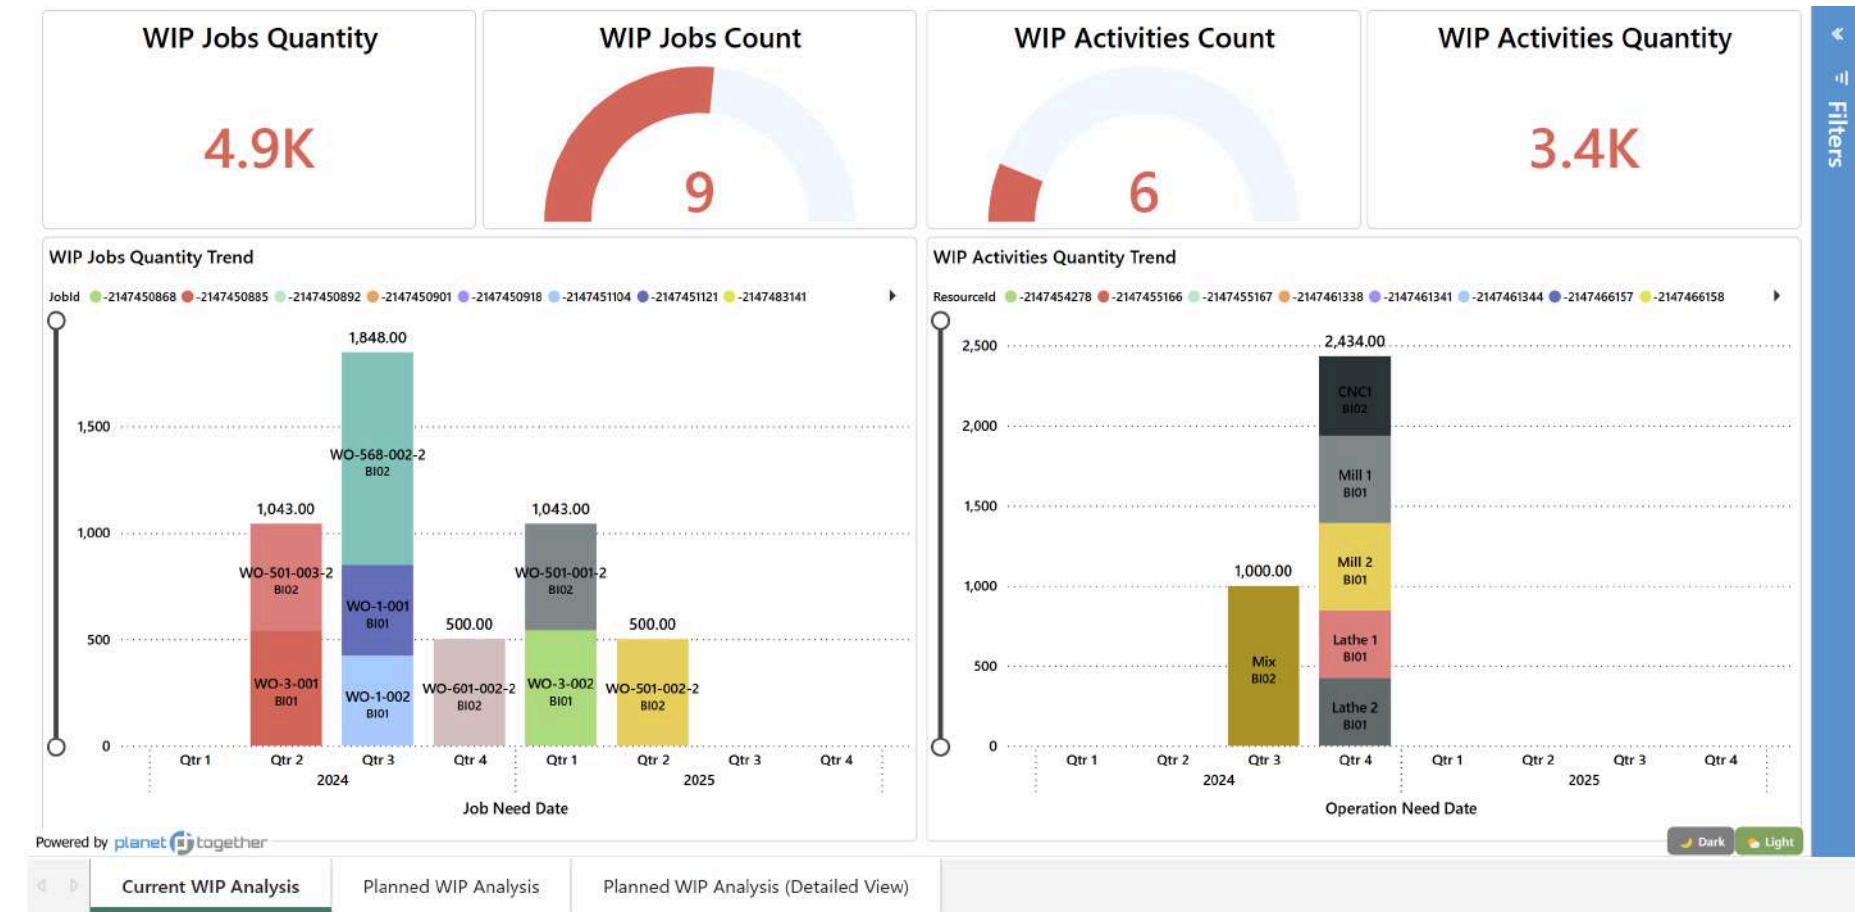 WIP Jobs Quantity
4.9K
WIP Jobs Count
9
WIP Activities Count
6
WIP Activities Quantity
3.4K
Filters
WIP Jobs Quantity Trend
JobId -2147450868 -2147450885 -2147450892 -2147450901 -2147450918 -2147451104 -2147451121 -2147483141
1,848.00
1,500
WO-568-002-2
BI02
1,043.00
1,043.00
1,000
WO-501-003-2
BI02
WO-501-001-2
BI02
WO-1-001
BI01
500.00
500.00
500
WO-3-001
BI01
WO-1-002
BI01
WO-601-002-2
BI02
WO-3-002
BI01
WO-501-002-2
BI02
0
Qtr 1 Qtr 2 Qtr 3 Qtr 4 Qtr 1 Qtr 2 Qtr 3 Qtr 4
2024 2025
Job Need Date
WIP Activities Quantity Trend
ResourceId -2147454278 -2147455166 -2147455167 -2147461338 -2147461341 -2147461344 -2147466157 -2147466158
2,500
2,434.00
CNC1
BI02
2,000
Mill 1
BI01
1,500
Mill 2
BI01
1,000.00
1,000
Lathe 1
BI01
500
Mix
BI02
Lathe 2
BI01
0
Qtr 1 Qtr 2 Qtr 3 Qtr 4 Qtr 1 Qtr 2 Qtr 3 Qtr 4
2024 2025
Operation Need Date
Powered by planet together
Dark Light
Current WIP Analysis Planned WIP Analysis Planned WIP Analysis (Detailed View)